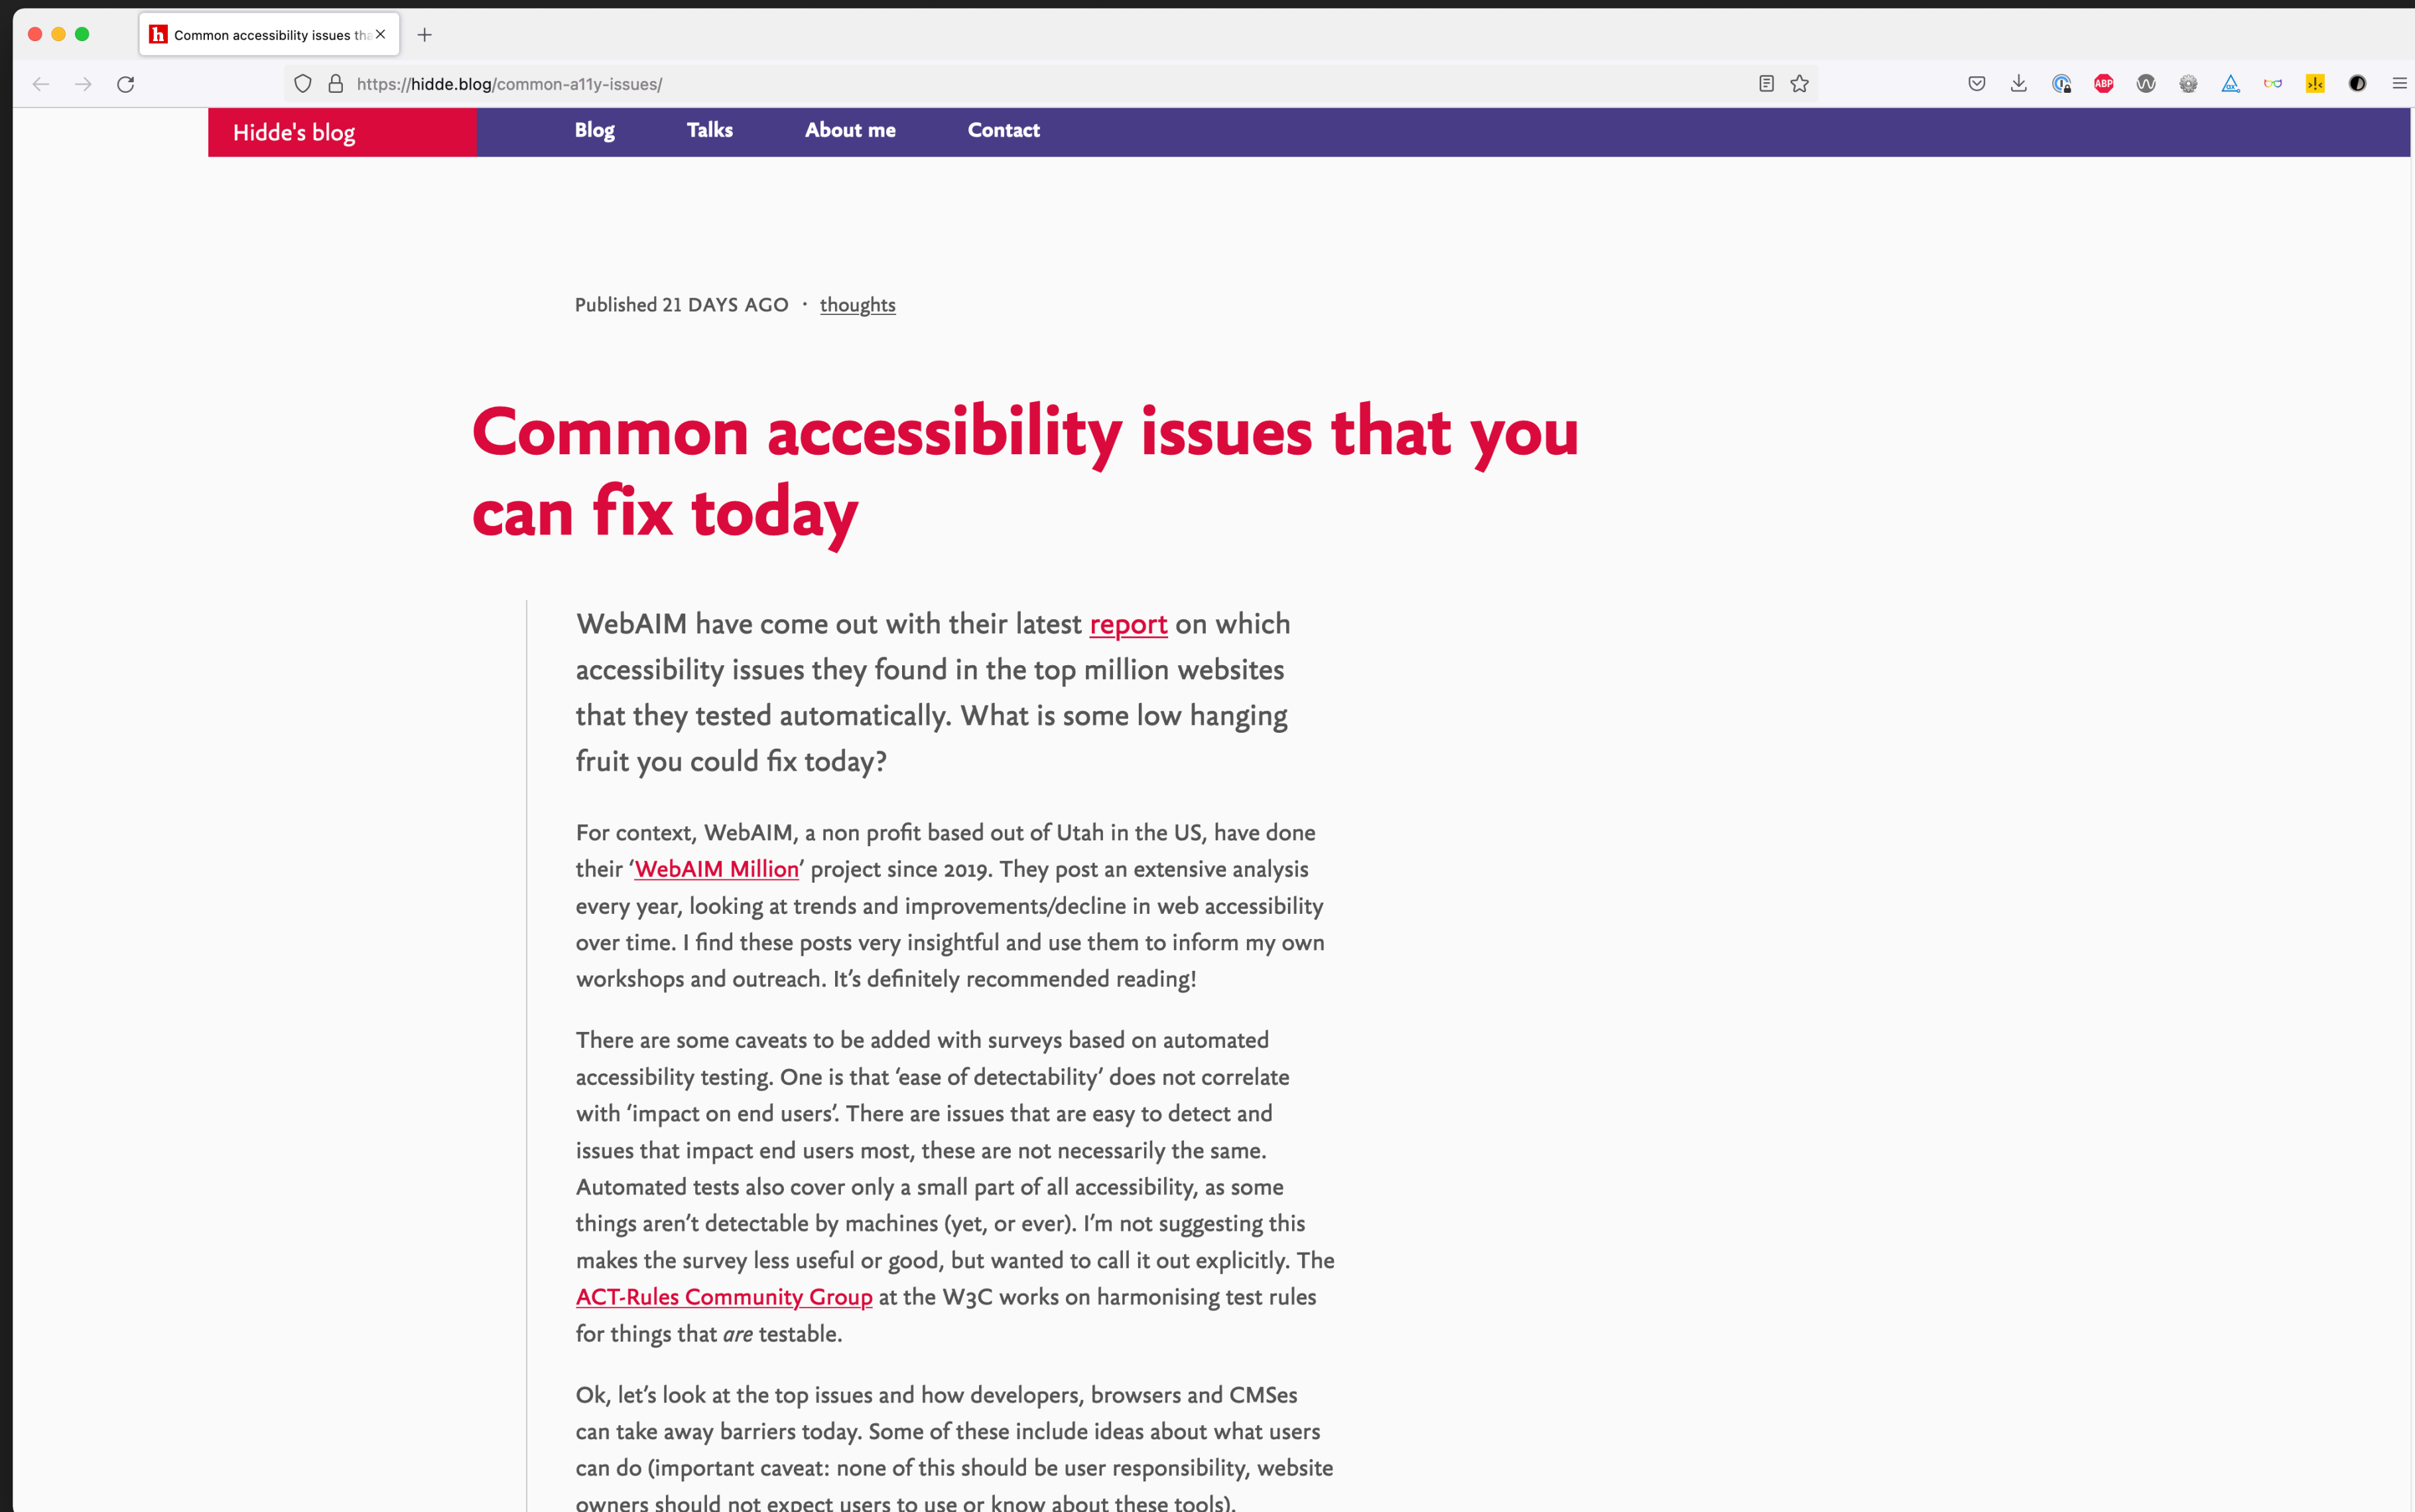 Common accessibility issues tha
https://hidde.blog/common-a11y-issues/
ABP
Hidde's blog
Blog
Talks
About me
Contact
Published 21 DAYS AGO · thoughts
Common accessibility issues that you
can fix today
WebAIM have come out with their latest report on which
accessibility issues they found in the top million websites
that they tested automatically. What is some low hanging
fruit you could fix today?
For context, WebAIM, a non profit based out of Utah in the US, have done
their ‘WebAIM Million’ project since 2019. They post an extensive analysis
every year, looking at trends and improvements/decline in web accessibility
over time. I find these posts very insightful and use them to inform my own
workshops and outreach. It’s definitely recommended reading!
There are some caveats to be added with surveys based on automated
accessibility testing. One is that ‘ease of detectability’ does not correlate
with ‘impact on end users’. There are issues that are easy to detect and
issues that impact end users most, these are not necessarily the same.
Automated tests also cover only a small part of all accessibility, as some
things aren’t detectable by machines (yet, or ever). I’m not suggesting this
makes the survey less useful or good, but wanted to call it out explicitly. The
ACT-Rules Community Group at the W3C works on harmonising test rules
for things that are testable.
Ok, let’s look at the top issues and how developers, browsers and CMSes
can take away barriers today. Some of these include ideas about what users
can do (important caveat: none of this should be user responsibility, website
owners should not expect users to use or know about these tools).